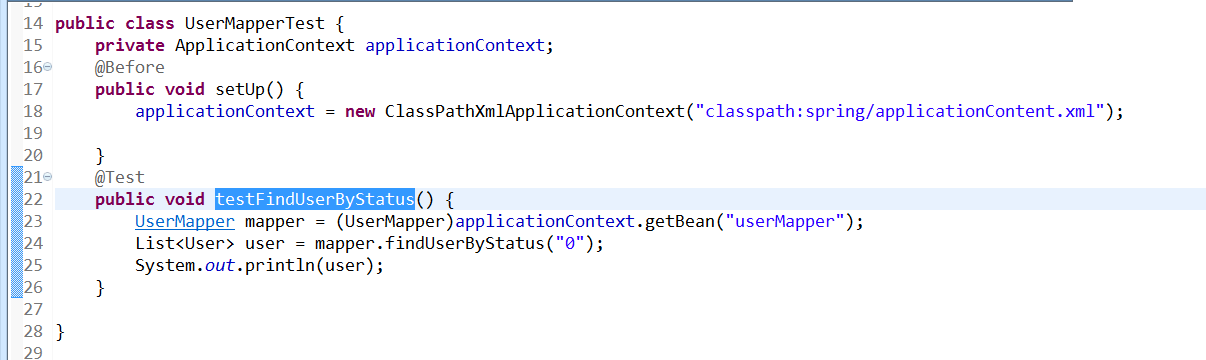 14 public class UserMapperTest {
15     private ApplicationContext applicationContext;
16     @Before
17     public void setUp() {
18         applicationContext = new ClassPathXmlApplicationContext("classpath:spring/applicationContent.xml");
19
20     }
21     @Test
22     public void testFindUserByStatus() {
23         UserMapper mapper = (UserMapper)applicationContext.getBean("userMapper");
24         List<User> user = mapper.findUserByStatus("0");
25         System.out.println(user);
26     }
27
28 }
29